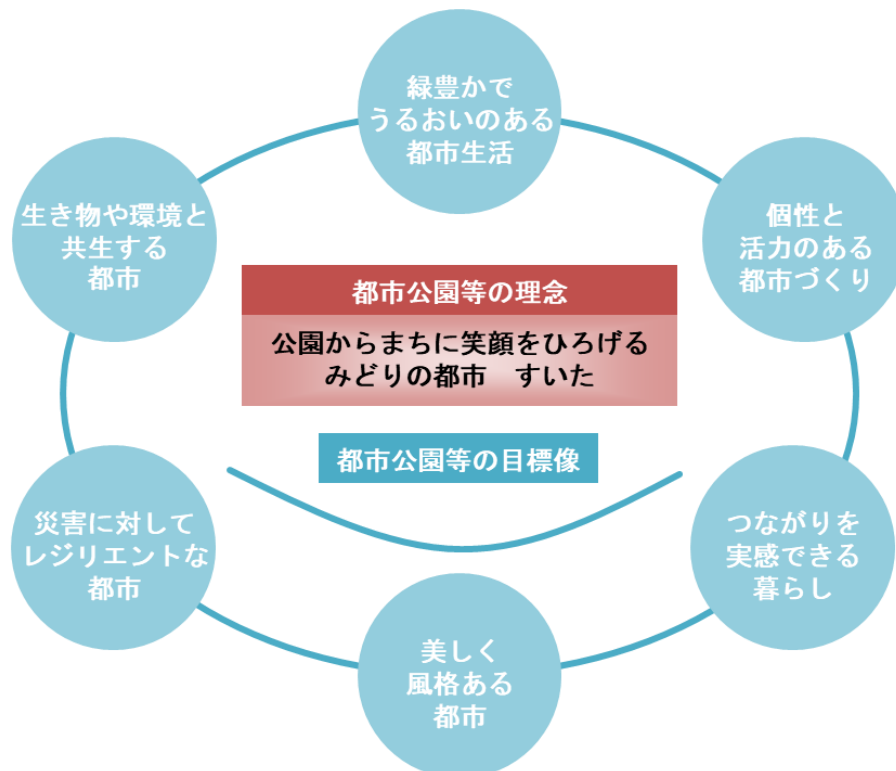 緑豊かで
うるおいのある
都市生活
生き物や環境と
共生する
都市
個性と
活力のある
都市づくり
都市公園等の理念
公園からまちに笑顔をひろげる
みどりの都市　すいた
都市公園等の目標像
災害に対して
レジリエントな
都市
つながりを
実感できる
暮らし
美しく
風格ある
都市